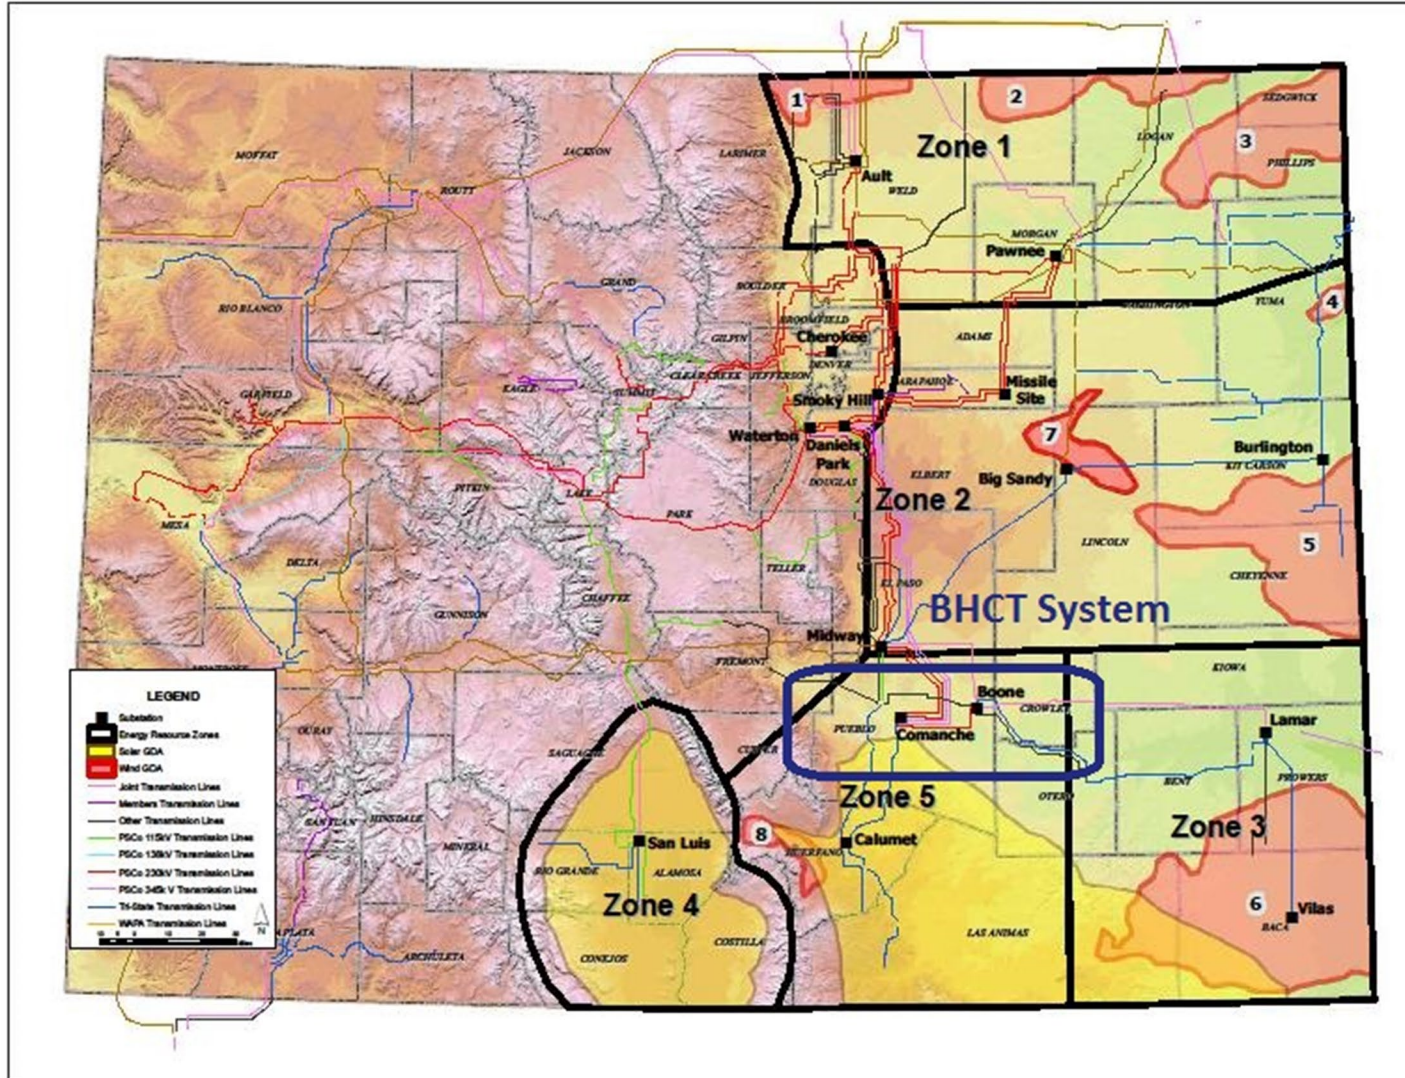 1
2
SEDGWICK
LOGAN
3
MOFFAT
JACKSON
LARIMER
Zone 1
PHILLIPS
Ault
ROUTT
WELD
MORGAN
Pawnee
GRAND
BOULDER
RIO BLANCO
WASHINGTON
YUMA
4
BROOMFIELD
GILPIN
Cherokee
ADAMS
DENVER
CLEAR CREEK
JEFFERSON
EAGLE
SUMMIT
ARAPAHOE
Missile
Site
GARFIELD
Smoky Hill
Waterton
Daniels
Park
7
Burlington
KIT CARSON
DOUGLAS
ELBERT
Big Sandy
PITKIN
LAKE
Zone 2
PARK
MESA
LINCOLN
5
DELTA
TELLER
CHEYENNE
EL PASO
GUNNISON
CHAFFEE
BHCT System
Midway
FREMONT
KIOWA
LEGEND
Substation
Energy Resource Zones
Solar GDA
Wind GDA
Joint Transmission Lines
Members Transmission Lines
Other Transmission Lines
PSCo 115kV Transmission Lines
PSCo 138kV Transmission Lines
PSCo 230kV Transmission Lines
PSCo 345k V Transmission Lines
Tri-State Transmission Lines
WAPA Transmission Lines
N
Boone
CROWLEY
OURAY
PUEBLO
Comanche
Lamar
SAGUACHE
CUSTER
BENT
PROWERS
Zone 5
OTERO
SAN JUAN
HINSDALE
Zone 3
8
MINERAL
San Luis
HUERFANO
Calumet
RIO GRANDE
ALAMOSA
Zone 4
6
Vilas
BACA
LA PLATA
ARCHULETA
COSTILLA
LAS ANIMAS
CONEJOS